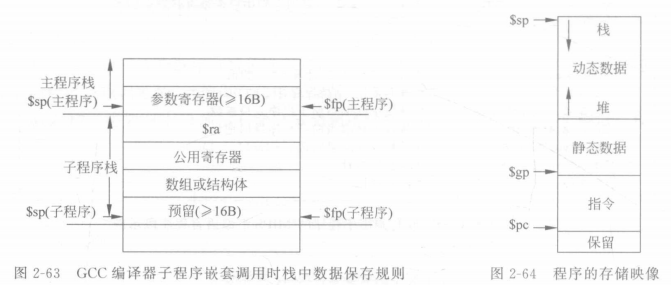 主程序栈
$sp(主程序)
参数寄存器(≥16B)
$fp(主程序)
$ra
子程序栈
公用寄存器
数组或结构体
$sp(子程序)
预留(≥16B)
$fp(子程序)
图 2-63 GCC 编译器子程序嵌套调用时栈中数据保存规则
$sp
栈
动态数据
堆
静态数据
$gp
指令
$pc
保留
图 2-64 程序的存储映像